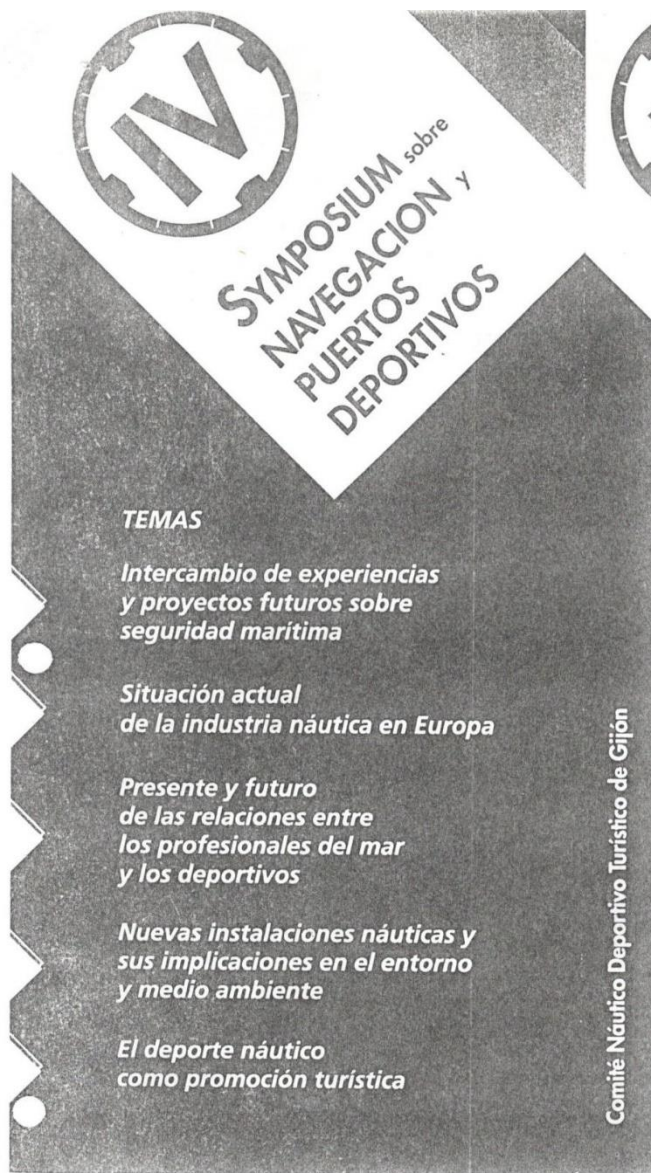 IV
SYMPOSIUM sobre
NAVEGACION y
PUERTOS
DEPORTIVOS
TEMAS
Intercambio de experiencias
y proyectos futuros sobre
seguridad marítima
Situación actual
de la industria náutica en Europa
Presente y futuro
de las relaciones entre
los profesionales del mar
y los deportivos
Nuevas instalaciones náuticas y
sus implicaciones en el entorno
y medio ambiente
El deporte náutico
como promoción turística
Comité Náutico Deportivo Turístico de Gijón